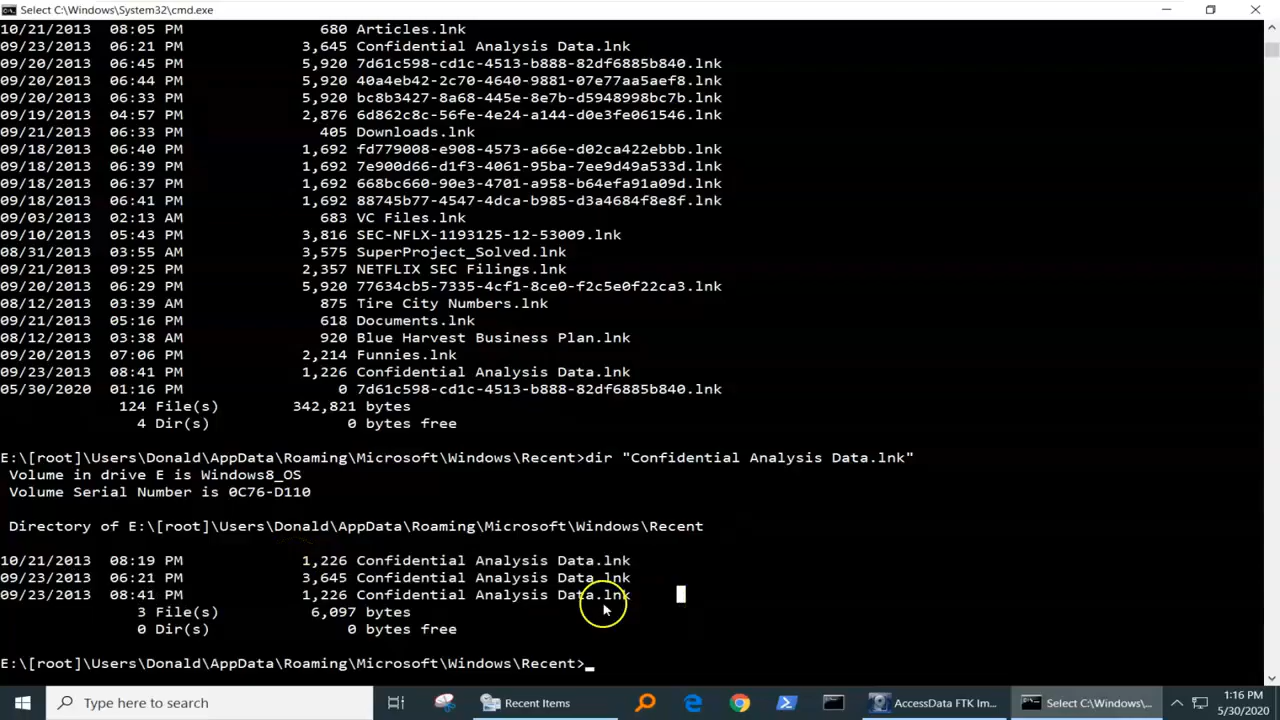 Select C:\Windows\System32\cmd.exe
10/21/2013  08:05 PM               680 Articles.lnk
09/23/2013  06:21 PM             3,645 Confidential Analysis Data.lnk
09/20/2013  06:45 PM             5,920 7d61c598-cd1c-4513-b888-82df6885b840.lnk
09/20/2013  06:44 PM             5,920 40a4eb42-2c70-4640-9881-07e77aa5aef8.lnk
09/20/2013  06:33 PM             5,920 bc8b3427-8a68-445e-8e7b-d5948998bc7b.lnk
09/19/2013  04:57 PM             2,876 6d862c8c-56fe-4e24-a144-d0e3fe061546.lnk
09/21/2013  06:33 PM               405 Downloads.lnk
09/18/2013  06:40 PM             1,692 fd779008-e908-4573-a66e-d02ca422ebbb.lnk
09/18/2013  06:39 PM             1,692 7e900d66-d1f3-4061-95ba-7ee9d49a533d.lnk
09/18/2013  06:37 PM             1,692 668bc660-90e3-4701-a958-b64efa91a09d.lnk
09/18/2013  06:41 PM             1,692 88745b77-4547-4dca-b985-d3a4684f8e8f.lnk
09/03/2013  02:13 AM               683 VC Files.lnk
09/10/2013  05:43 PM             3,816 SEC-NFLX-1193125-12-53009.lnk
08/31/2013  03:55 AM             3,575 SuperProject_Solved.lnk
09/21/2013  09:25 PM             2,357 NETFLIX SEC Filings.lnk
09/20/2013  06:29 PM             5,920 77634cb5-7335-4cf1-8ce0-f2c5e0f22ca3.lnk
08/12/2013  03:39 AM               875 Tire City Numbers.lnk
09/21/2013  05:16 PM               618 Documents.lnk
08/12/2013  03:38 AM               920 Blue Harvest Business Plan.lnk
09/20/2013  07:06 PM             2,214 Funnies.lnk
09/23/2013  08:41 PM             1,226 Confidential Analysis Data.lnk
05/30/2020  01:16 PM                 0 7d61c598-cd1c-4513-b888-82df6885b840.lnk
124 File(s)        342,821 bytes
4 Dir(s)               0 bytes free
E:\[root]\Users\Donald\AppData\Roaming\Microsoft\Windows\Recent>dir "Confidential Analysis Data.lnk"
Volume in drive E is Windows8_OS
Volume Serial Number is 0C76-D110
Directory of E:\[root]\Users\Donald\AppData\Roaming\Microsoft\Windows\Recent
10/21/2013  08:19 PM             1,226 Confidential Analysis Data.lnk
09/23/2013  06:21 PM             3,645 Confidential Analysis Data.lnk
09/23/2013  08:41 PM             1,226 Confidential Analysis Data.lnk
3 File(s)          6,097 bytes
0 Dir(s)               0 bytes free
E:\[root]\Users\Donald\AppData\Roaming\Microsoft\Windows\Recent>_
Type here to search
Recent Items
AccessData FTK Im...
Select C:\Windows\...
1:16 PM
5/30/2020